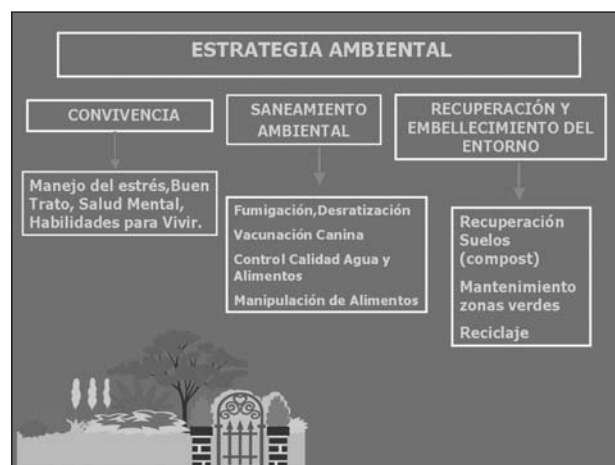 ESTRATEGIA AMBIENTAL
CONVIVENCIA
Manejo del estrés,Buen
Trato, Salud Mental,
Habilidades para Vivir.
SANEAMIENTO
AMBIENTAL
Fumigación,Desratización
Vacunación Canina
Control Calidad Agua y
Alimentos
Manipulación de Alimentos
RECUPERACIÓN Y
EMBELLECIMIENTO DEL
ENTORNO
Recuperación
Suelos
(compost)
Mantenimiento
zonas verdes
Reciclaje